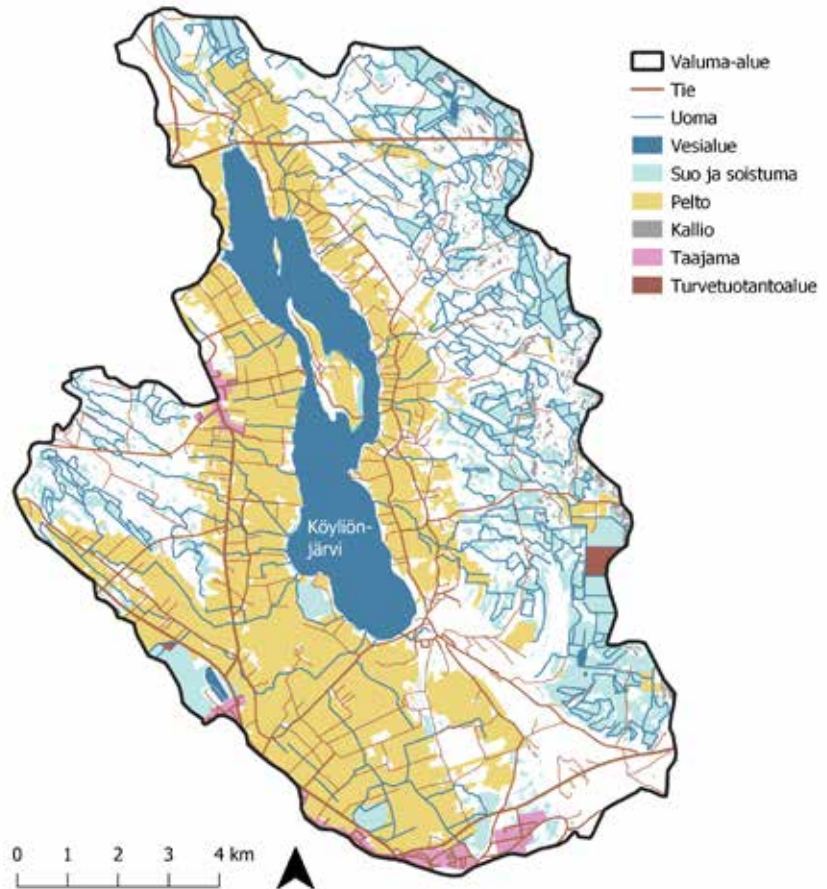 Valuma-alue
Tie
Uoma
Vesialue
Suo ja soistuma
Pelto
Kallio
Taajama
Turvetuotantoalue
Köyliön-
järvi
0 1 2 3 4 km